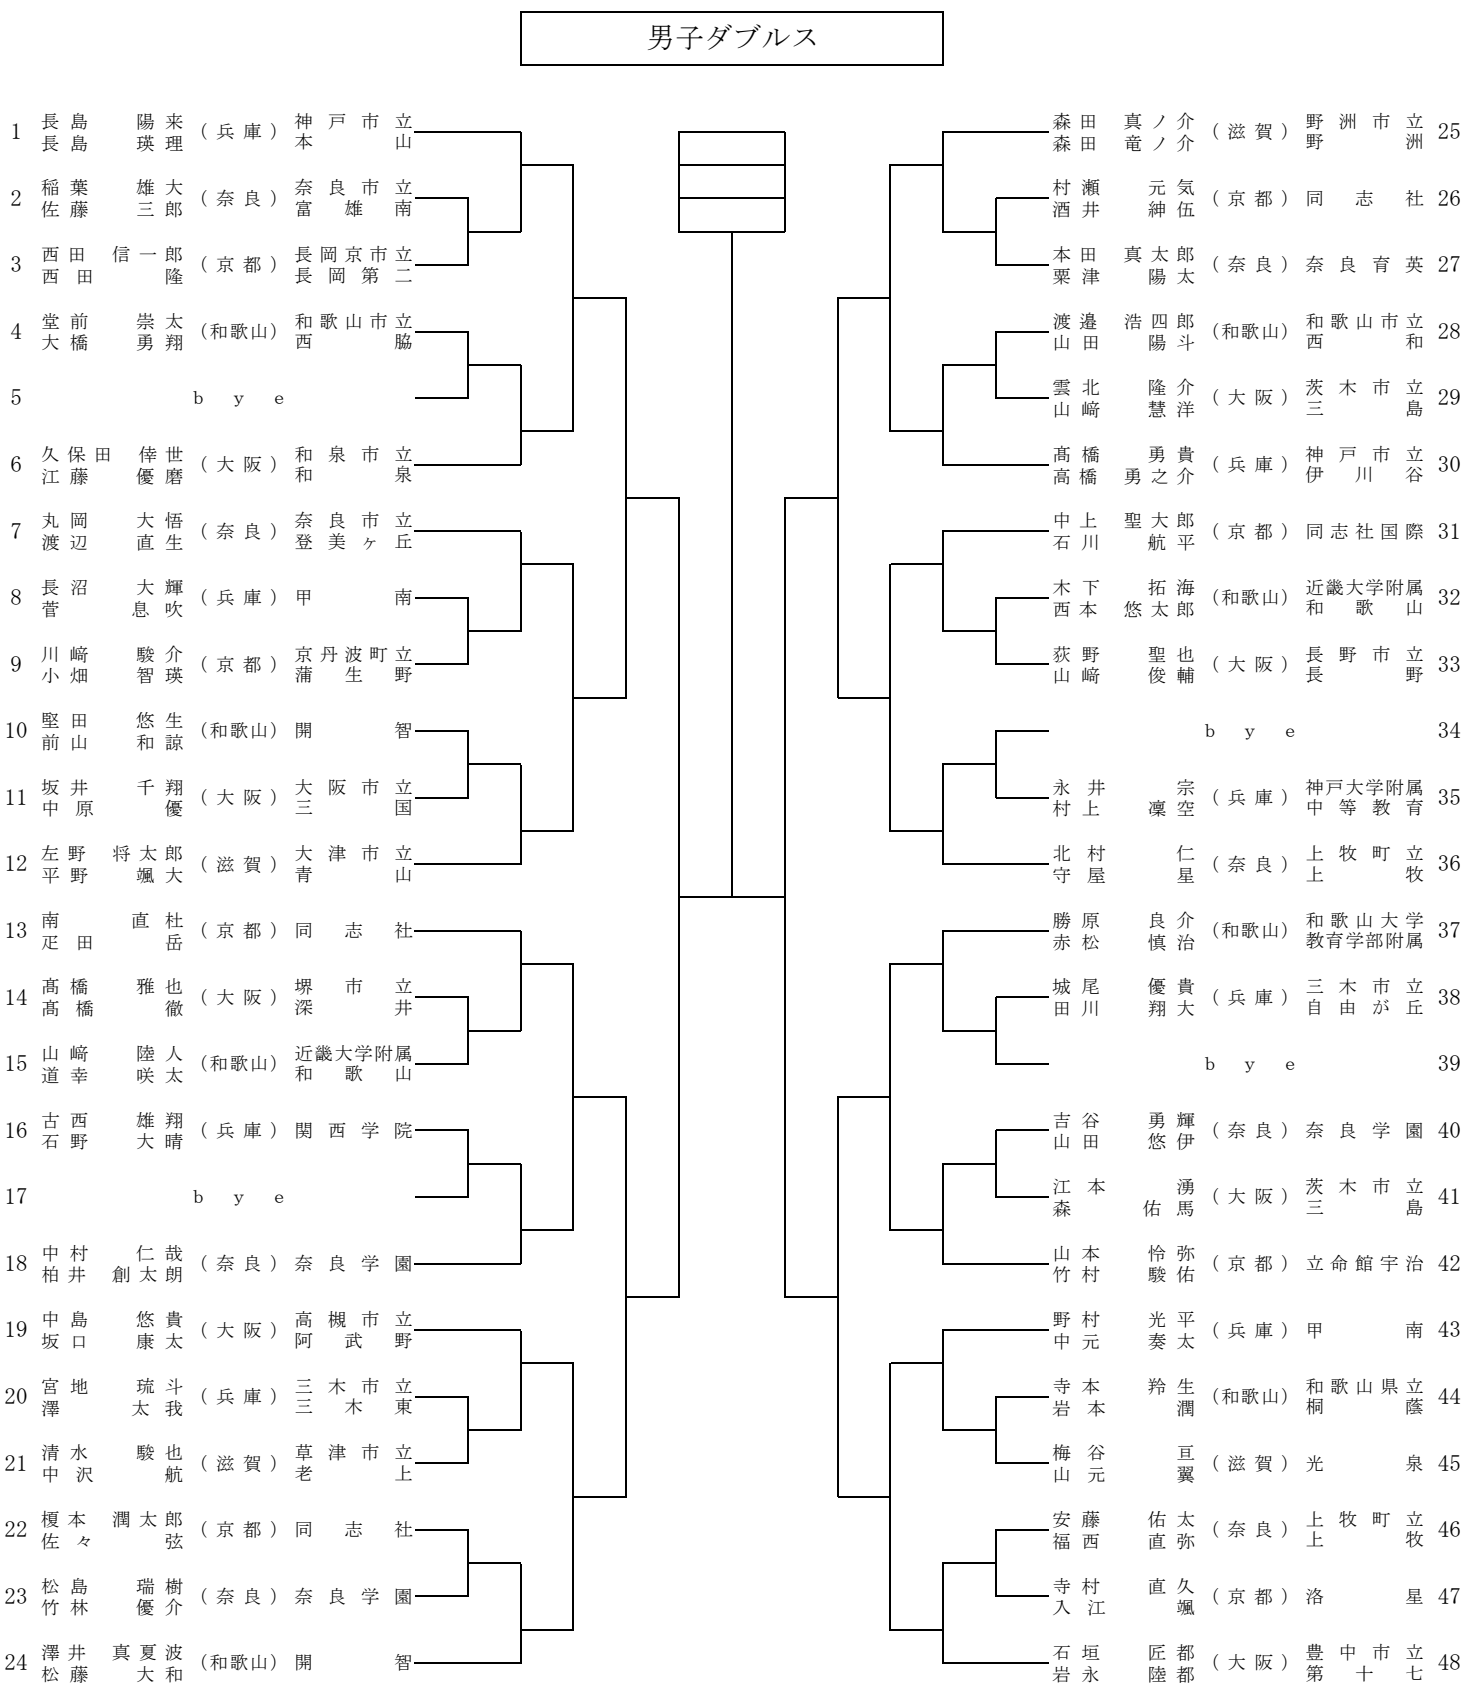 男子ダブルス
1 長島 陽来 (兵庫) 神戸市立
長島 瑛理 本山
2 稲葉 雄大 (奈良) 奈良市立
佐藤 三郎 富雄南
3 西田 信一郎 (京都) 長岡京市立
西田 隆 長岡第二
4 堂前 崇太 (和歌山) 和歌山市立
大橋 勇翔 西脇
5 bye
6 久保田 倖世 (大阪) 和泉市立
江藤 優磨 和泉
7 丸岡 大悟 (奈良) 奈良市立
渡辺 直生 登美ヶ丘
8 長沼 大輝 (兵庫) 甲南
菅 息吹
9 川﨑 駿介 (京都) 京丹波町立
小畑 智瑛 蒲生野
10 堅田 悠生 (和歌山) 開智
前山 和諒
11 坂井 千翔 (大阪) 大阪市立
中原 優 三国
12 左野 将太郎 (滋賀) 大津市立
平野 颯大 青山
13 南 直杜 (京都) 同志社
疋田 岳
14 髙橋 雅也 (大阪) 堺市立
髙橋 徹 深井
15 山﨑 陸人 (和歌山) 近畿大学附属
道幸 咲太 和歌山
16 古西 雄翔 (兵庫) 関西学院
石野 大晴
17 bye
18 中村 仁哉 (奈良) 奈良学園
柏井 創太朗
19 中島 悠貴 (大阪) 高槻市立
坂口 康太 阿武野
20 宮地 琉斗 (兵庫) 三木市立
澤 太我 三木東
21 清水 駿也 (滋賀) 草津市立
中沢 航 老上
22 榎本 潤太郎 (京都) 同志社
佐々 弦
23 松島 瑞樹 (奈良) 奈良学園
竹林 優介
24 澤井 真夏波 (和歌山) 開智
松藤 大和
森田 真ノ介 (滋賀) 野洲市立 25
森田 竜ノ介 野洲
村瀬 元気 (京都) 同志社 26
酒井 紳伍
本田 真太郎 (奈良) 奈良育英 27
粟津 陽太
渡邉 浩四郎 (和歌山) 和歌山市立 28
山田 陽斗 西和
雲北 隆介 (大阪) 茨木市立 29
山﨑 慧洋 三島
髙橋 勇貴 (兵庫) 神戸市立 30
高橋 勇之介 伊川谷
中上 聖大郎 (京都) 同志社国際 31
石川 航平
木下 拓海 (和歌山) 近畿大学附属 32
西本 悠太郎 和歌山
荻野 聖也 (大阪) 長野市立 33
山﨑 俊輔 長野
bye 34
永井 宗 (兵庫) 神戸大学附属 35
村上 凜空 中等教育
北村 仁 (奈良) 上牧町立 36
守屋 星 上牧
勝原 良介 (和歌山) 和歌山大学 37
赤松 慎治 教育学部附属
城尾 優貴 (兵庫) 三木市立 38
田川 翔大 自由が丘
bye 39
吉谷 勇輝 (奈良) 奈良学園 40
山田 悠伊
江本 湧 (大阪) 茨木市立 41
森 佑馬 三島
山本 怜弥 (京都) 立命館宇治 42
竹村 駿佑
野村 光平 (兵庫) 甲南 43
中元 奏太
寺本 羚生 (和歌山) 和歌山県立 44
岩本 潤 桐蔭
梅谷 亘 (滋賀) 光泉 45
山元 翼
安藤 佑太 (奈良) 上牧町立 46
福西 直弥 上牧
寺村 直久 (京都) 洛星 47
入江 颯
石垣 匠都 (大阪) 豊中市立 48
岩永 陸都 第十七